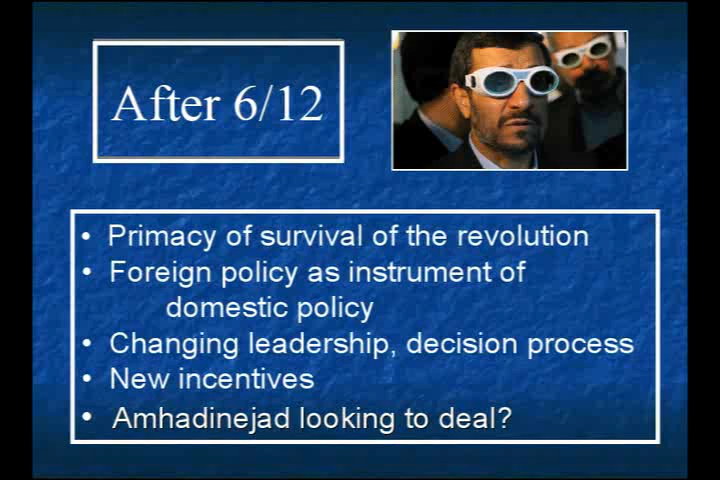 After 6/12
• Primacy of survival of the revolution
• Foreign policy as instrument of
domestic policy
• Changing leadership, decision process
• New incentives
• Amhadinejad looking to deal?